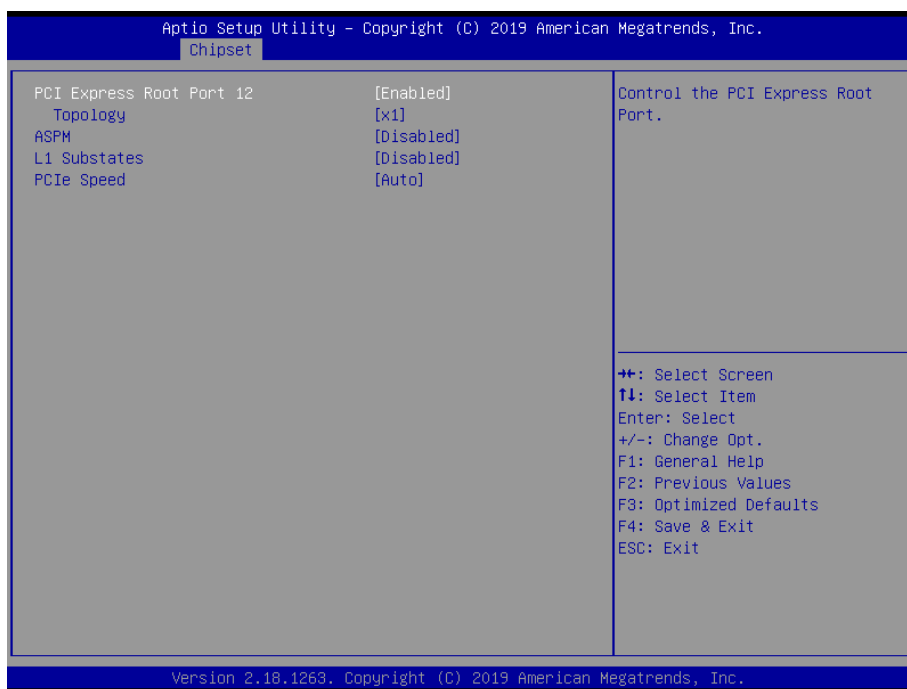 Aptio Setup Utility – Copyright (C) 2019 American Megatrends, Inc.
Chipset
PCI Express Root Port 12 [Enabled]
Topology [x1]
ASPM [Disabled]
L1 Substates [Disabled]
PCIe Speed [Auto]
Control the PCI Express Root
Port.
→←: Select Screen
↑↓: Select Item
Enter: Select
+/-: Change Opt.
F1: General Help
F2: Previous Values
F3: Optimized Defaults
F4: Save & Exit
ESC: Exit
Version 2.18.1263. Copyright (C) 2019 American Megatrends, Inc.